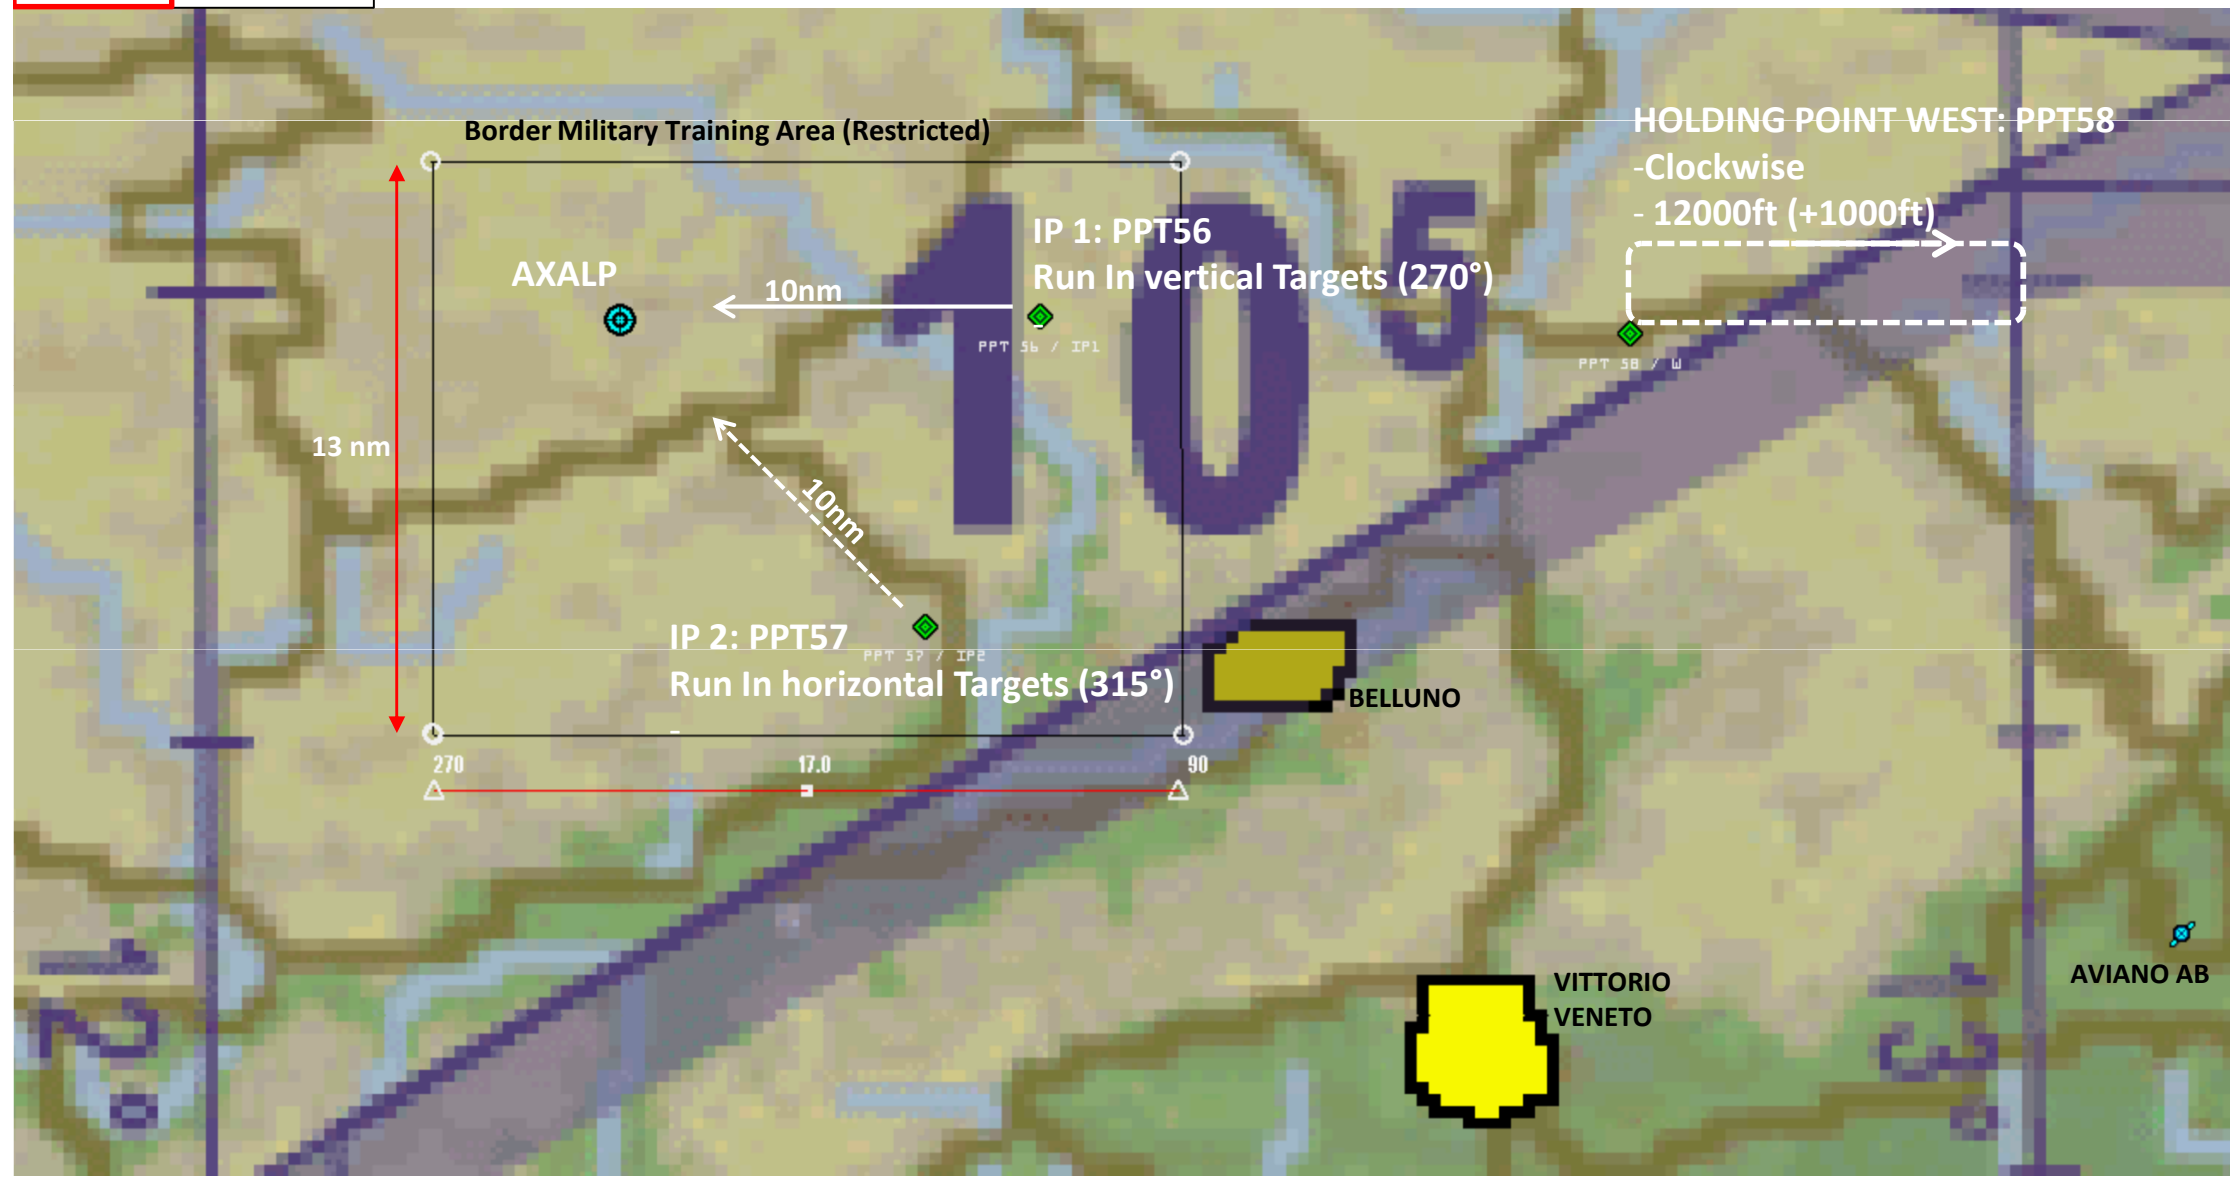 Border Military Training Area (Restricted)
HOLDING POINT WEST: PPT58
-Clockwise
- 12000ft (+1000ft)
IP 1: PPT56
Run In vertical Targets (270°)
AXALP
10nm
105
PPT 56 / IP1
PPT 58 / W
13 nm
10nm
IP 2: PPT57
PPT 57 / IP2
Run In horizontal Targets (315°)
BELLUNO
270
17.0
90
AVIANO AB
VITTORIO
VENETO